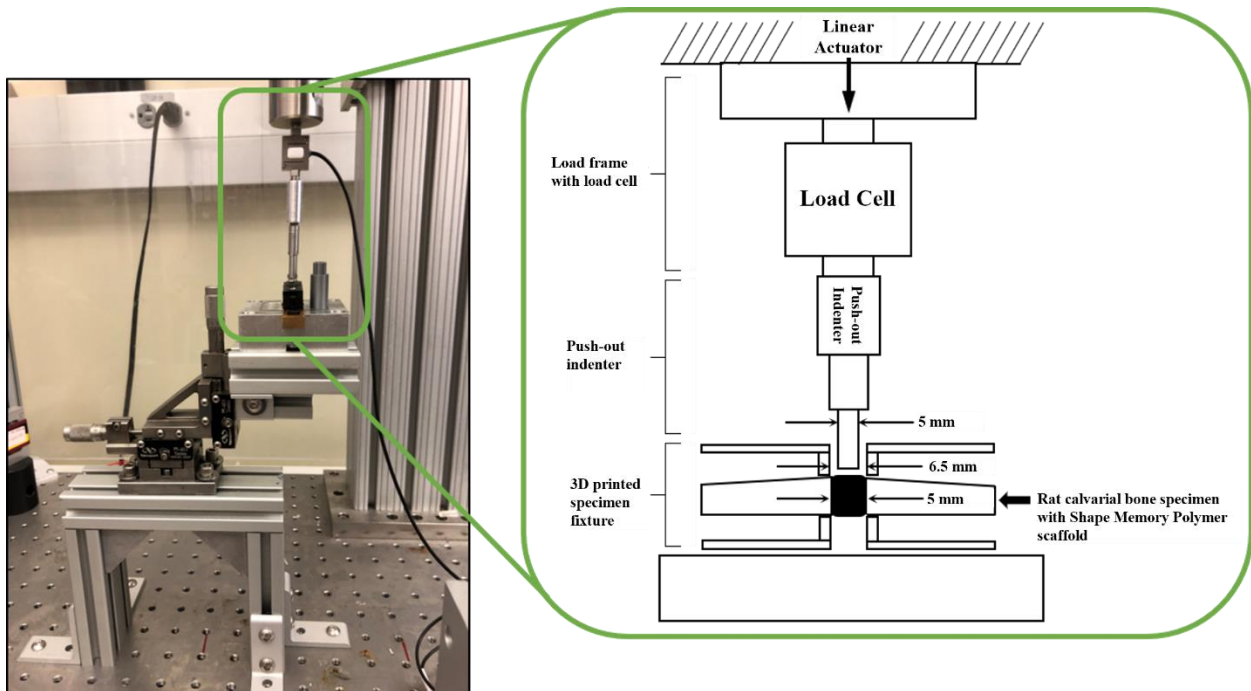 Linear
Actuator
Load frame
with load cell
Load Cell
Push-out
Indenter
Push-out
indenter
5 mm
6.5 mm
3D printed
specimen
fixture
5 mm
Rat calvarial bone specimen
with Shape Memory Polymer
scaffold